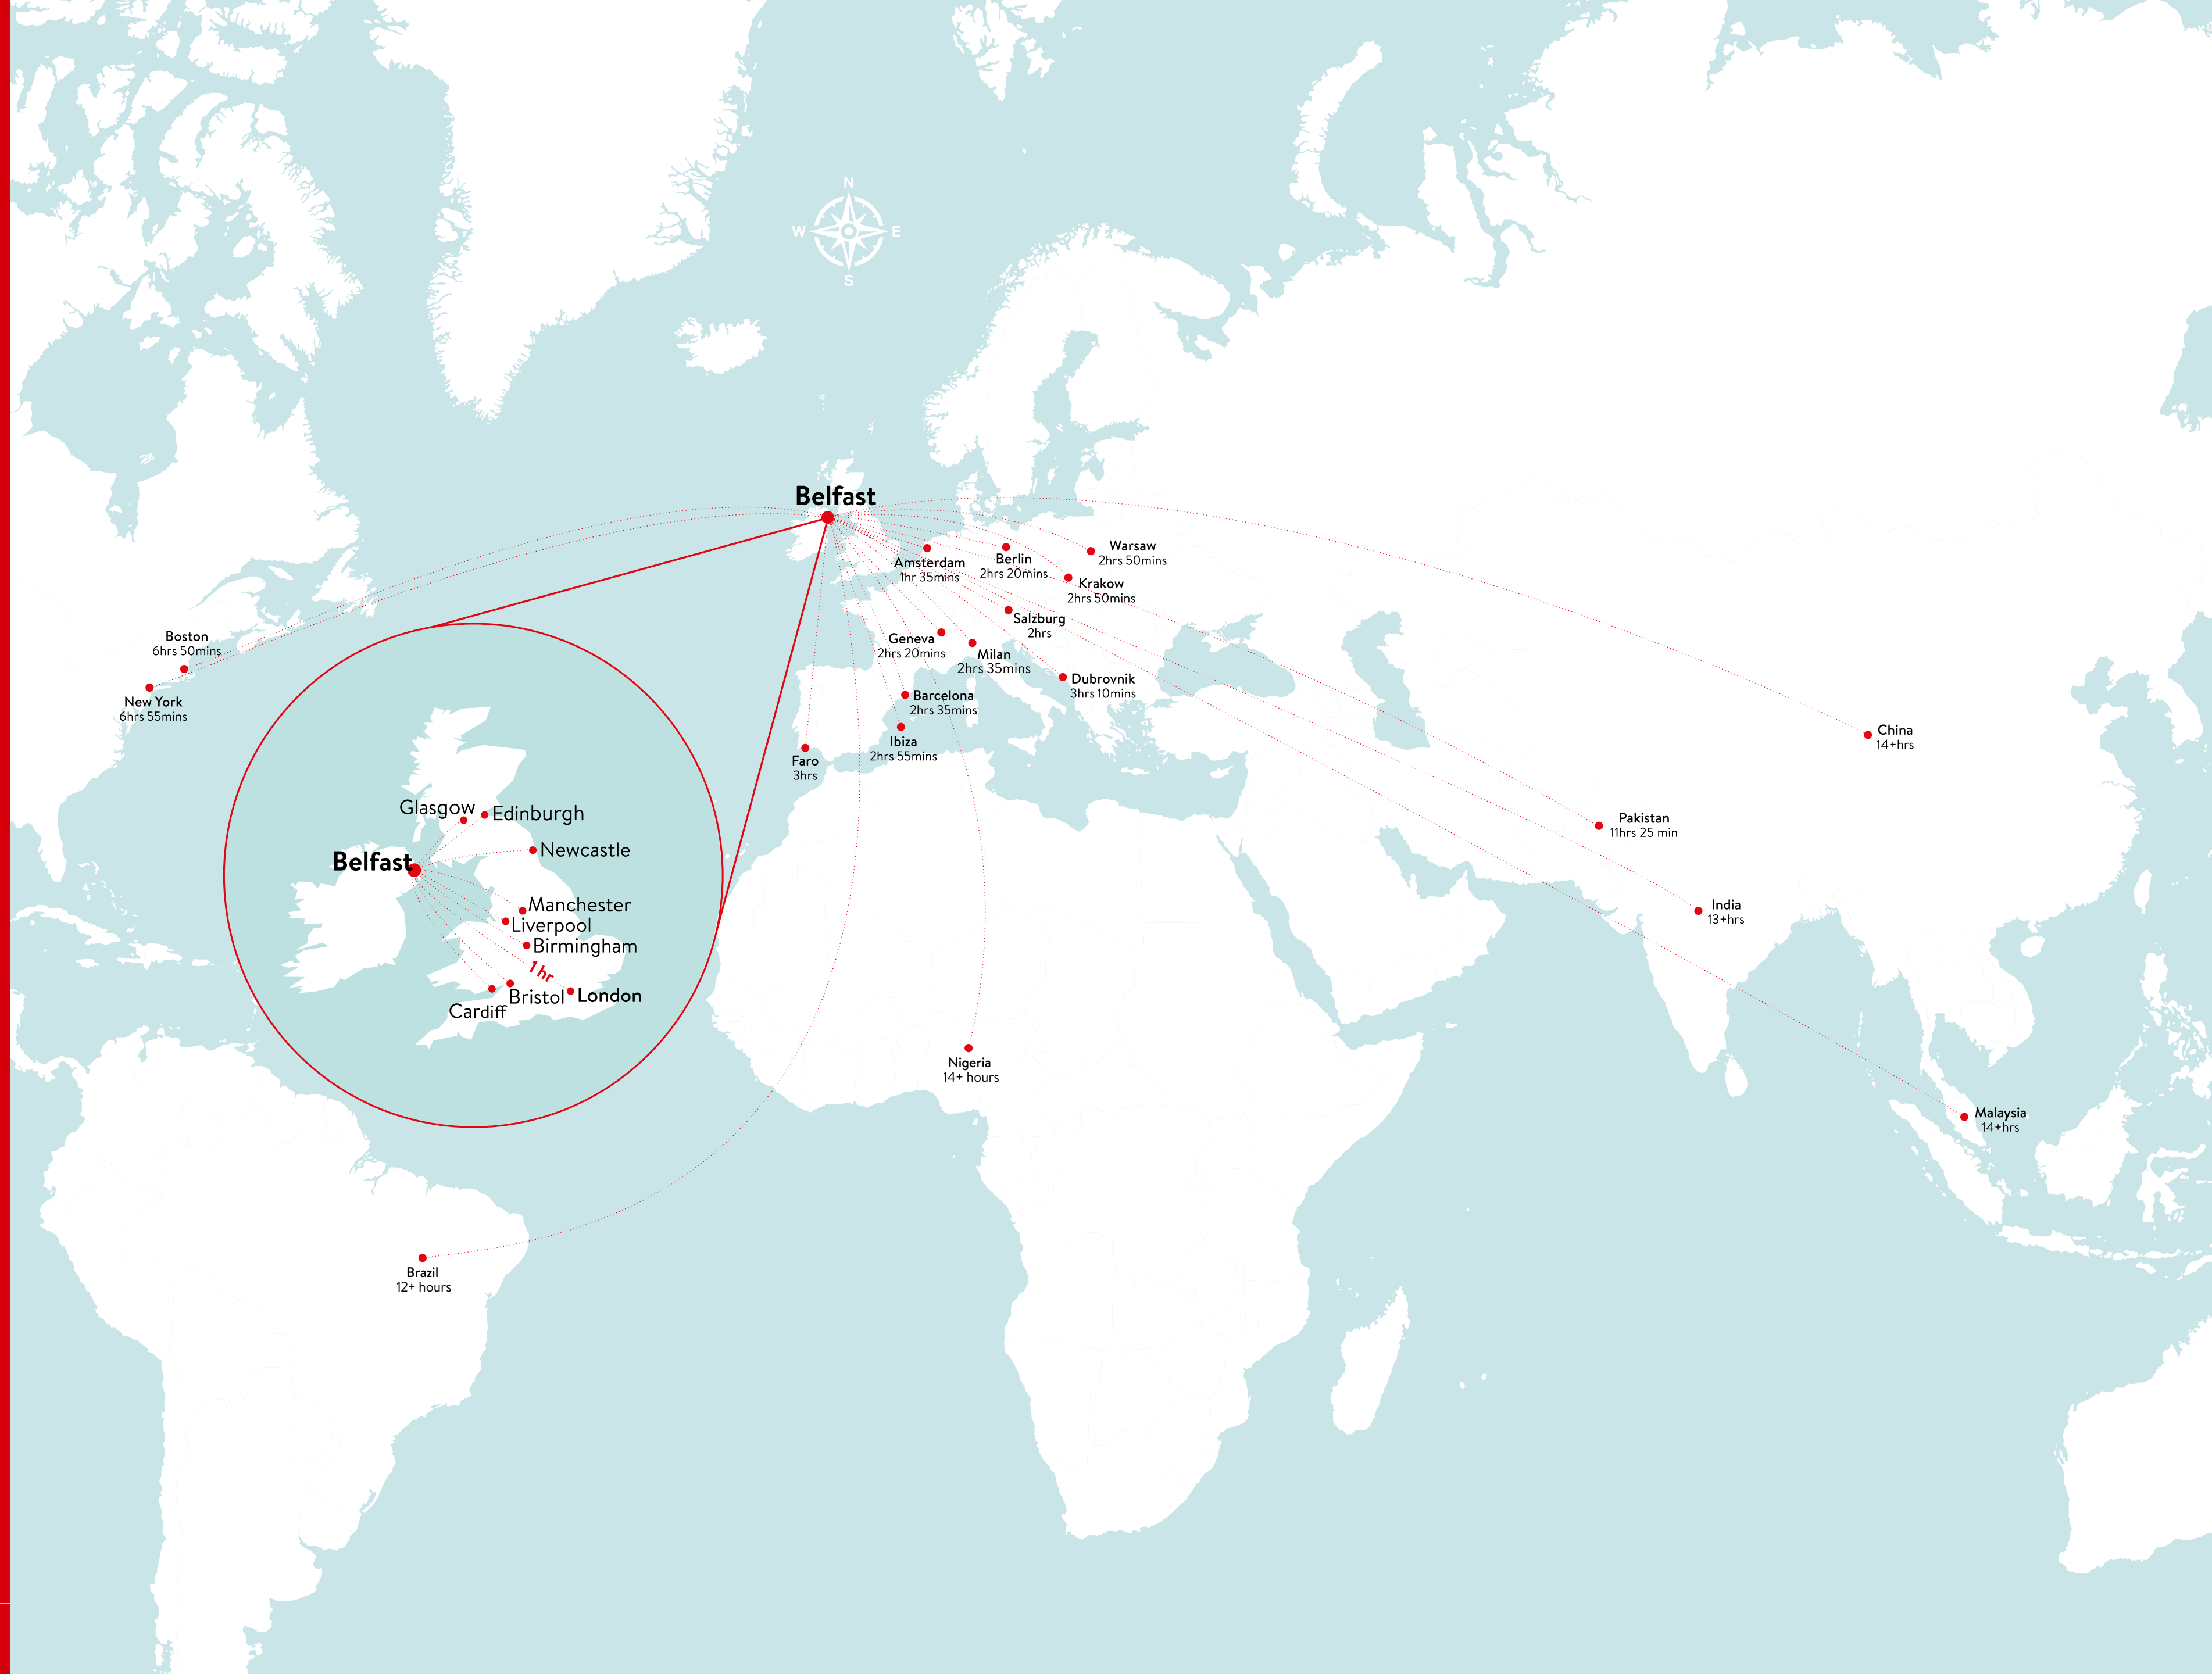 N
W
E
S
Belfast
Amsterdam
1hr 35mins
Berlin
2hrs 20mins
Warsaw
2hrs 50mins
Krakow
2hrs 50mins
Salzburg
2hrs
Geneva
2hrs 20mins
Milan
2hrs 35mins
Dubrovnik
3hrs 10mins
Barcelona
2hrs 35mins
Ibiza
2hrs 55mins
Faro
3hrs
Boston
6hrs 50mins
New York
6hrs 55mins
China
14+hrs
Pakistan
11hrs 25 min
India
13+hrs
Malaysia
14+hrs
Nigeria
14+ hours
Brazil
12+ hours
Glasgow
Edinburgh
Newcastle
Belfast
Manchester
Liverpool
Birmingham
1 hr
London
Bristol
Cardiff